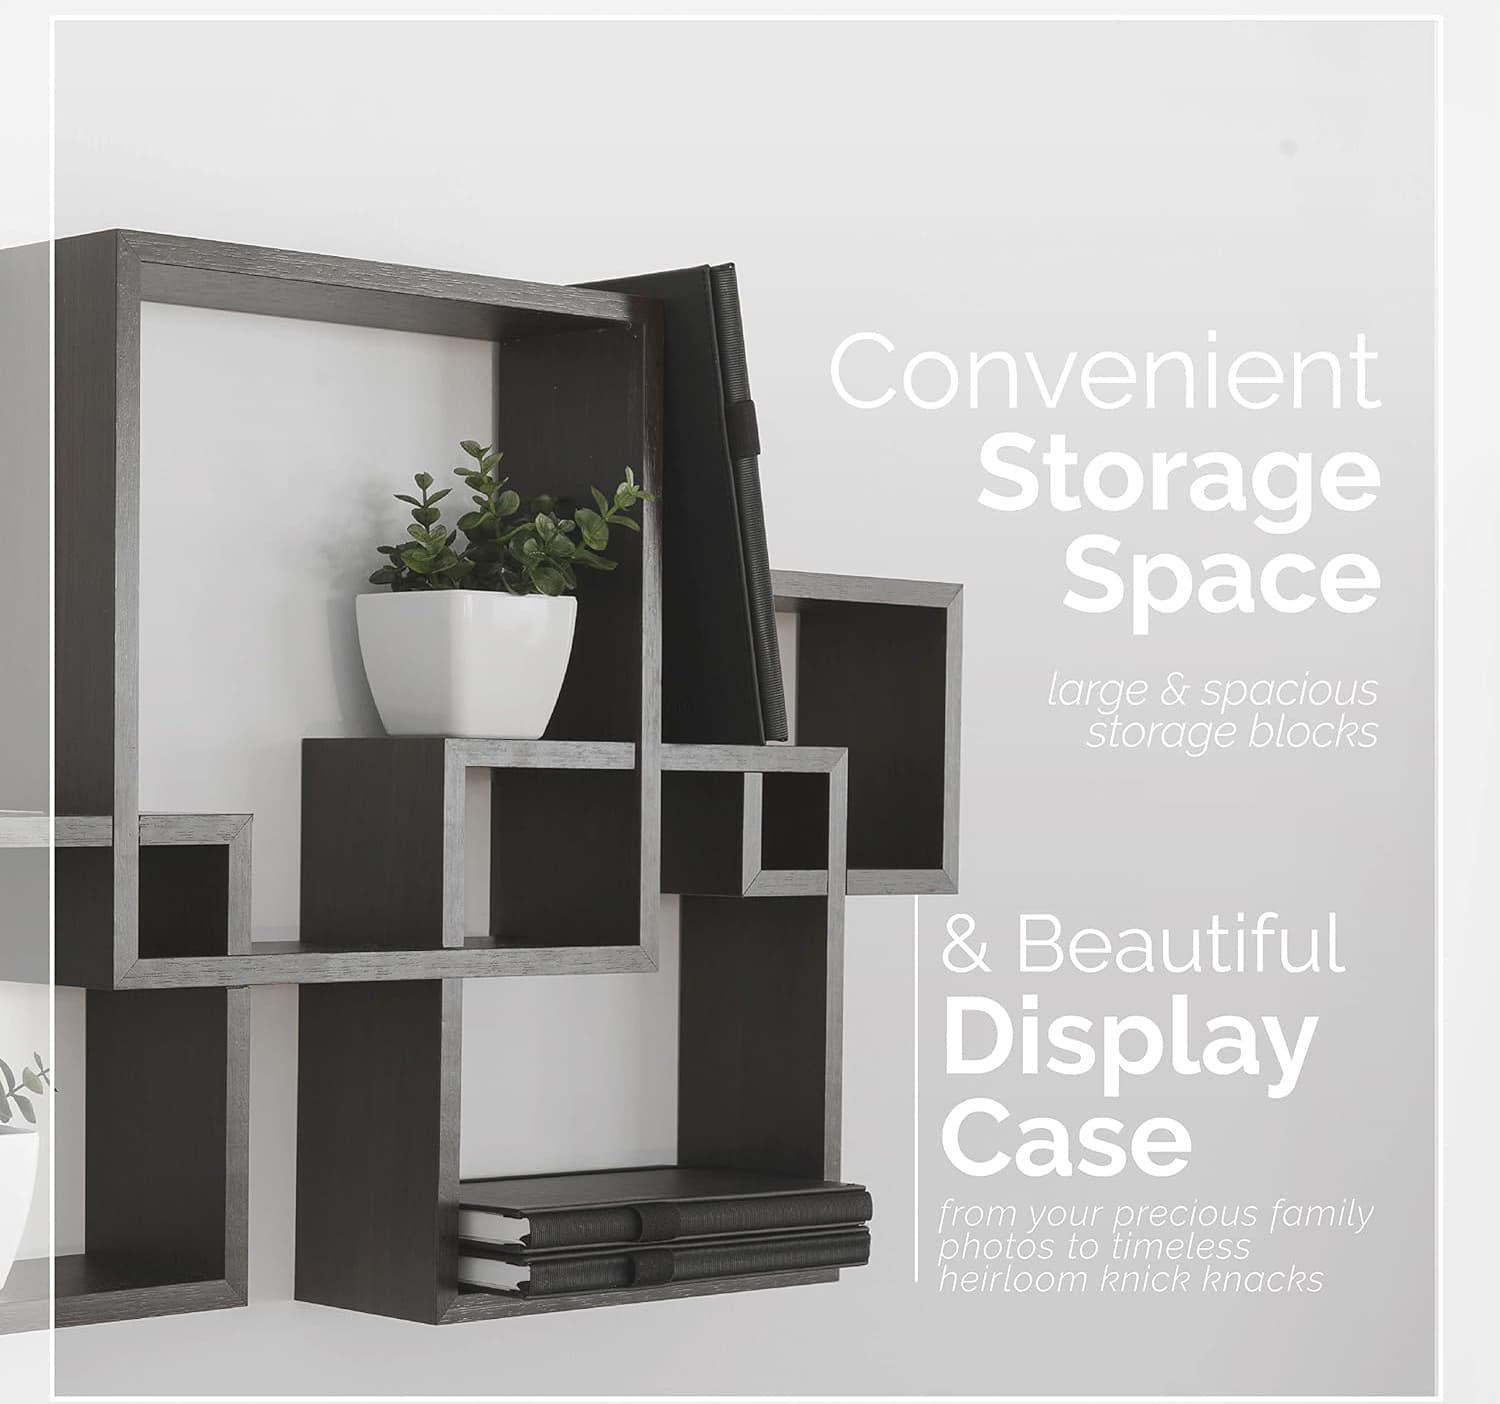 Convenient
Storage
Space
large & spacious
storage blocks
& Beautiful
Display
Case
from your precious family
photos to timeless
heirloom knick knacks